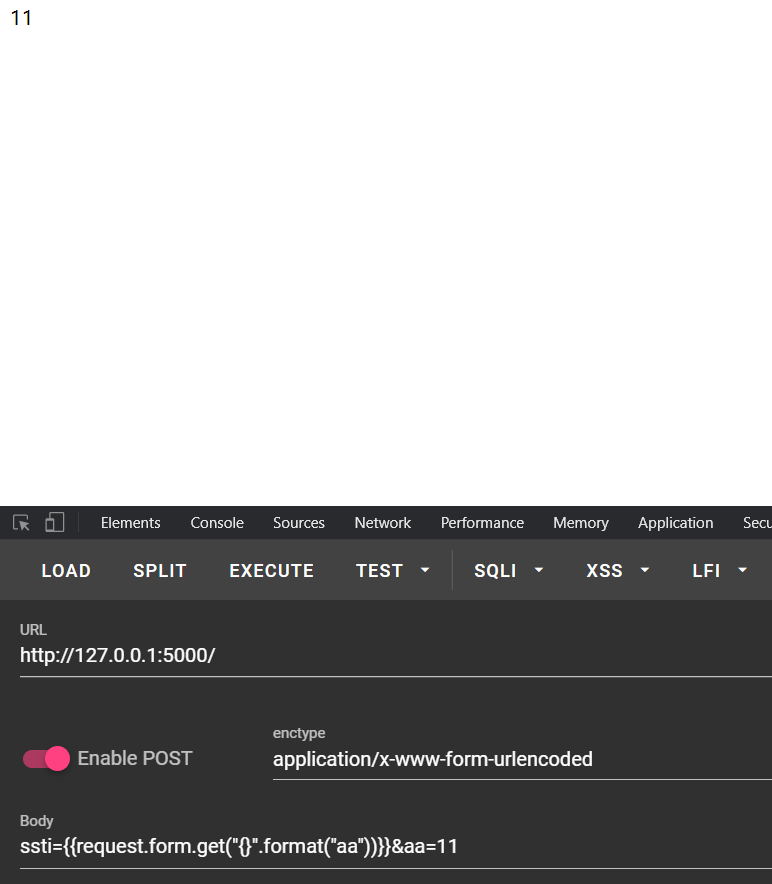 11
Elements Console Sources Network Performance Memory Application Secu
LOAD SPLIT EXECUTE TEST SQLI XSS LFI
URL
http://127.0.0.1:5000/
enctype
Enable POST application/x-www-form-urlencoded
Body
ssti={{request.form.get("{}".format("aa"))}}&aa=11